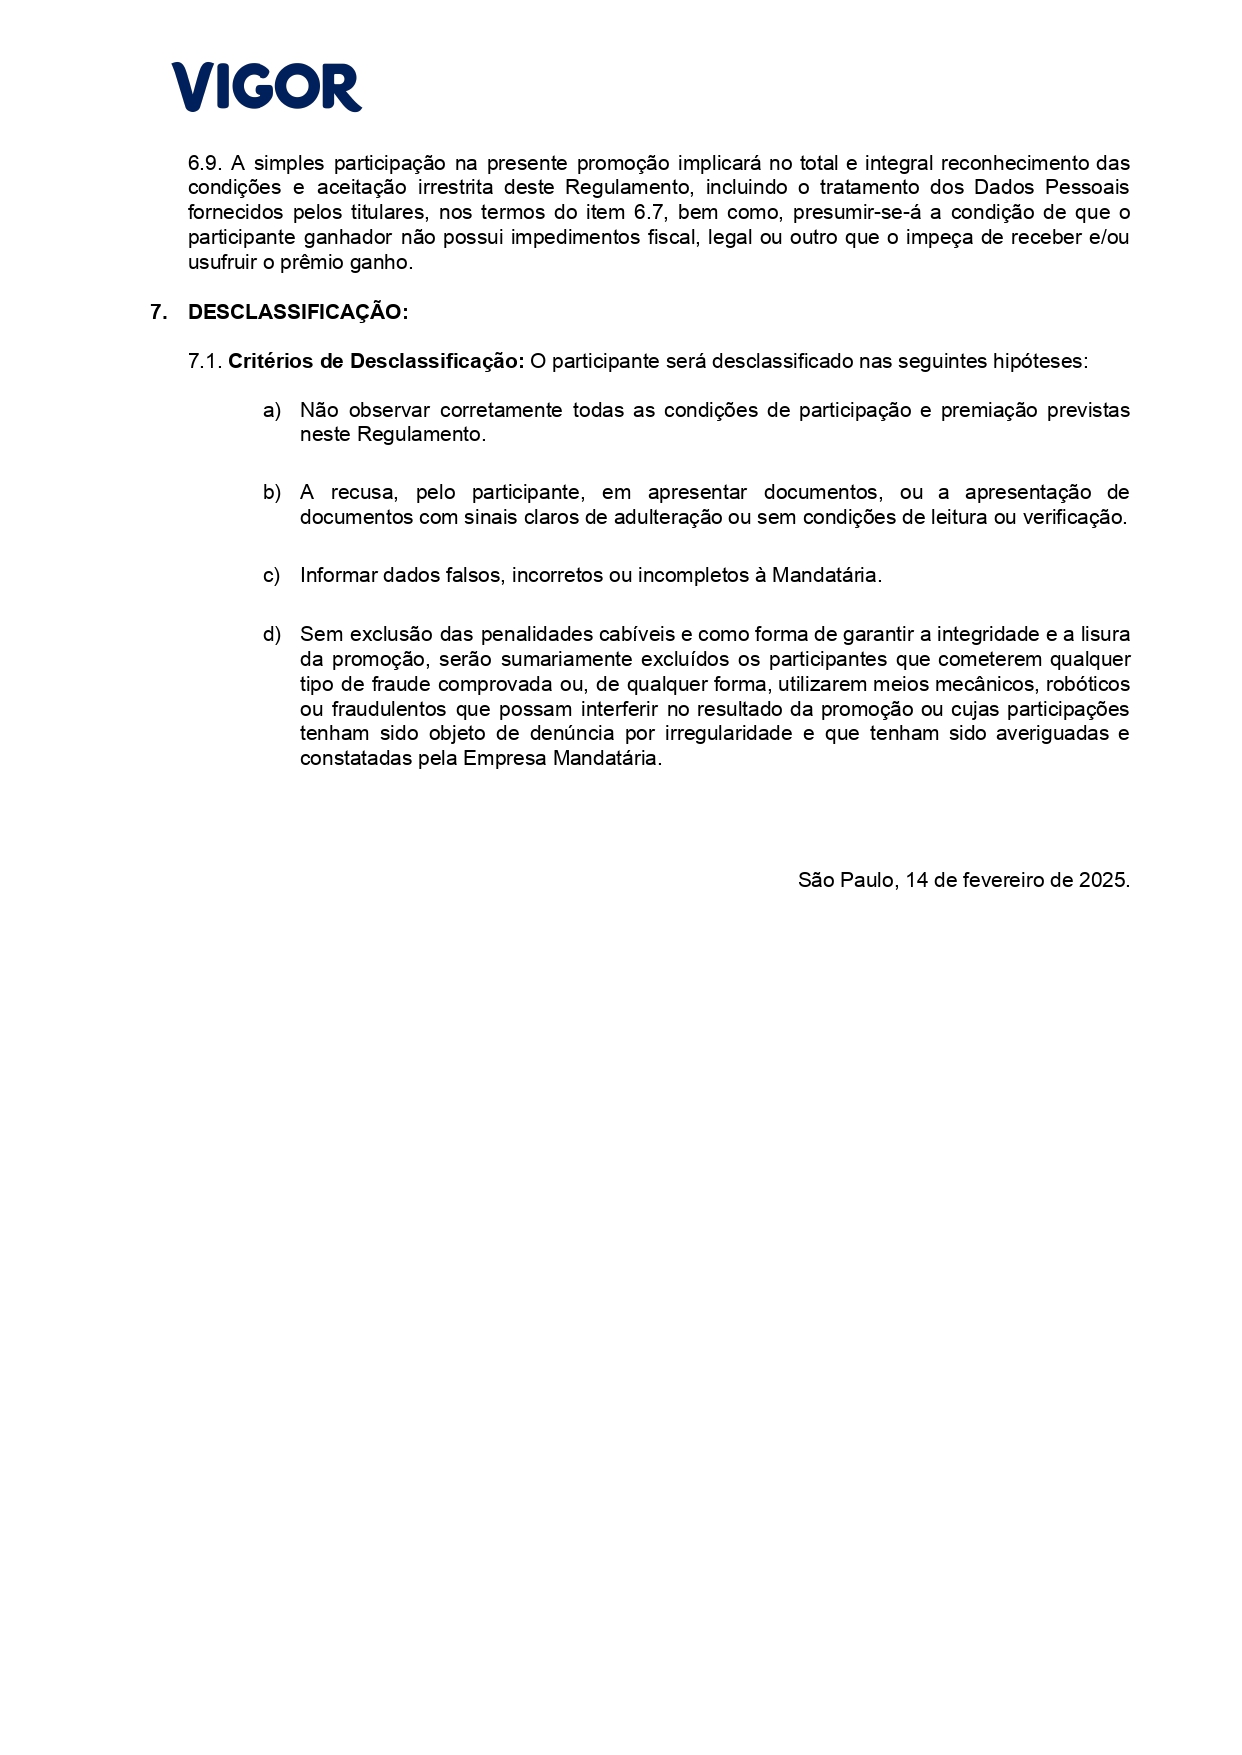 VIGOR
6.9. A simples participação na presente promoção implicará no total e integral reconhecimento das
condições e aceitação irrestrita deste Regulamento, incluindo o tratamento dos Dados Pessoais
fornecidos pelos titulares, nos termos do item 6.7, bem como, presumir-se-á a condição de que o
participante ganhador não possui impedimentos fiscal, legal ou outro que o impeça de receber e/ou
usufruir o prêmio ganho.
7. DESCLASSIFICAÇÃO:
7.1. Critérios de Desclassificação: O participante será desclassificado nas seguintes hipóteses:
a) Não observar corretamente todas as condições de participação e premiação previstas
neste Regulamento.
b) A recusa, pelo participante, em apresentar documentos, ou a apresentação de
documentos com sinais claros de adulteração ou sem condições de leitura ou verificação.
c) Informar dados falsos, incorretos ou incompletos à Mandatária.
d) Sem exclusão das penalidades cabíveis e como forma de garantir a integridade e a lisura
da promoção, serão sumariamente excluídos os participantes que cometerem qualquer
tipo de fraude comprovada ou, de qualquer forma, utilizarem meios mecânicos, robóticos
ou fraudulentos que possam interferir no resultado da promoção ou cujas participações
tenham sido objeto de denúncia por irregularidade e que tenham sido averiguadas e
constatadas pela Empresa Mandatária.
São Paulo, 14 de fevereiro de 2025.